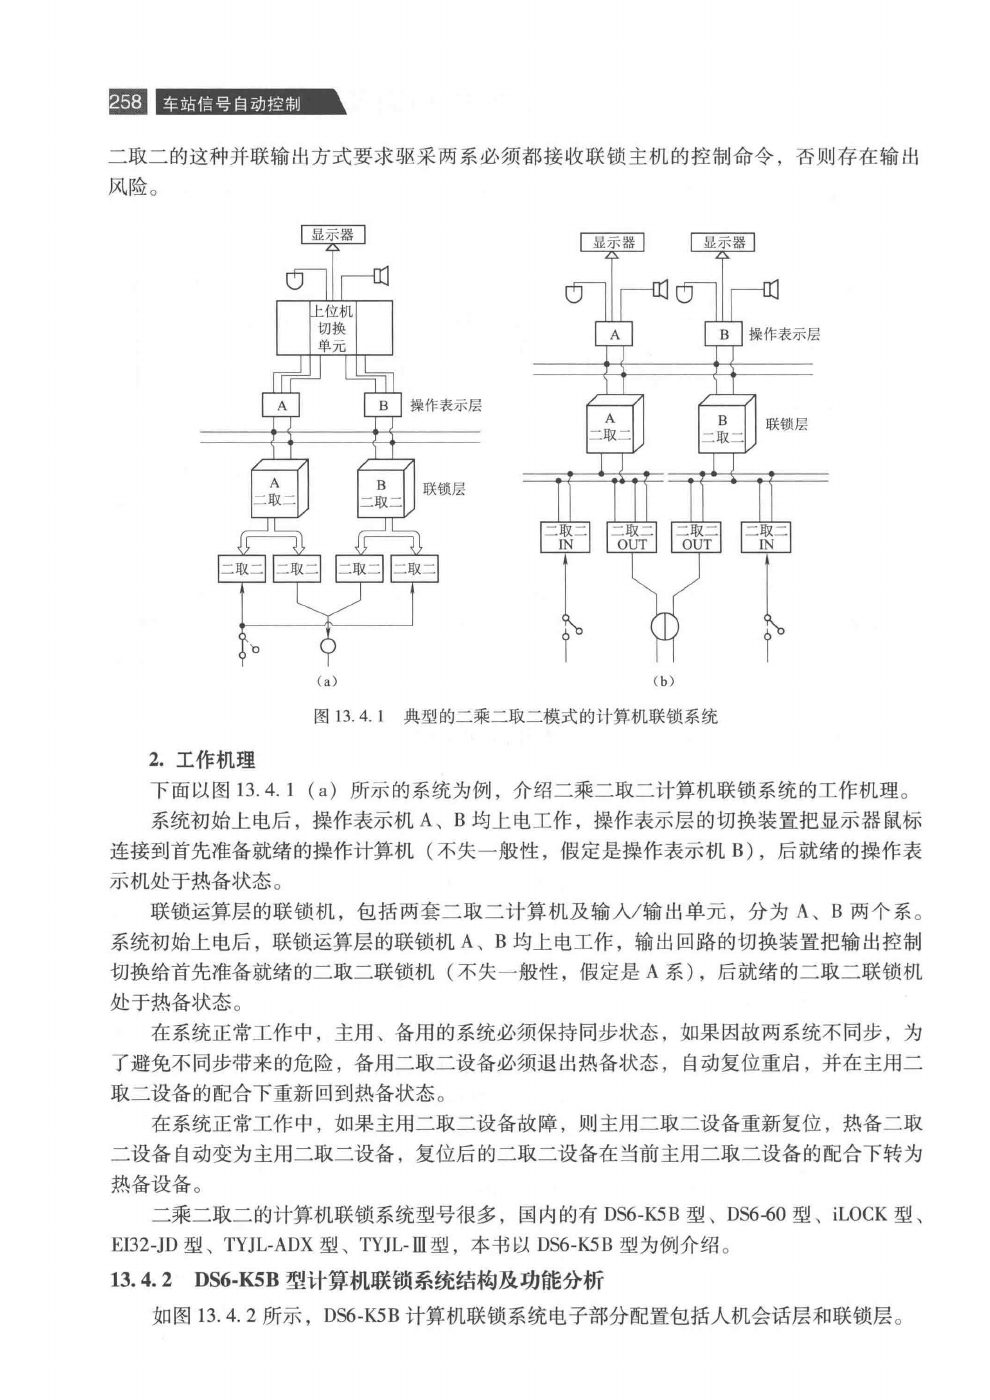 258 车站信号自动控制
二取二的这种并联输出方式要求驱采两系必须都接收联锁主机的控制命令，否则存在输出
风险。
显示器
上位机
切换
单元
A
B
操作表示层
A
二取二
B
二取二
联锁层
二取二
二取二
二取二
二取二
(a)
显示器
显示器
A
B
操作表示层
A
二取二
B
二取二
联锁层
二取二
IN
二取二
OUT
二取二
OUT
二取二
IN
(b)
图 13.4.1 典型的二乘二取二模式的计算机联锁系统
2. 工作机理
下面以图 13.4.1（a）所示的系统为例，介绍二乘二取二计算机联锁系统的工作机理。
系统初始上电后，操作表示机 A、B 均上电工作，操作表示层的切换装置把显示器鼠标
连接到首先准备就绪的操作计算机（不失一般性，假定是操作表示机 B），后就绪的操作表
示机处于热备状态。
联锁运算层的联锁机，包括两套二取二计算机及输入/输出单元，分为 A、B 两个系。
系统初始上电后，联锁运算层的联锁机 A、B 均上电工作，输出回路的切换装置把输出控制
切换给首先准备就绪的二取二联锁机（不失一般性，假定是 A 系），后就绪的二取二联锁机
处于热备状态。
在系统正常工作中，主用、备用的系统必须保持同步状态，如果因故两系统不同步，为
了避免不同步带来的危险，备用二取二设备必须退出热备状态，自动复位重启，并在主用二
取二设备的配合下重新回到热备状态。
在系统正常工作中，如果主用二取二设备故障，则主用二取二设备重新复位，热备二取
二设备自动变为主用二取二设备，复位后的二取二设备在当前主用二取二设备的配合下转为
热备设备。
二乘二取二的计算机联锁系统型号很多，国内的有 DS6-K5B 型、DS6-60 型、iLOCK 型、
EI32-JD 型、TYJL-ADX 型、TYJL-Ⅲ型，本书以 DS6-K5B 型为例介绍。
13.4.2 DS6-K5B 型计算机联锁系统结构及功能分析
如图 13.4.2 所示，DS6-K5B 计算机联锁系统电子部分配置包括人机会话层和联锁层。